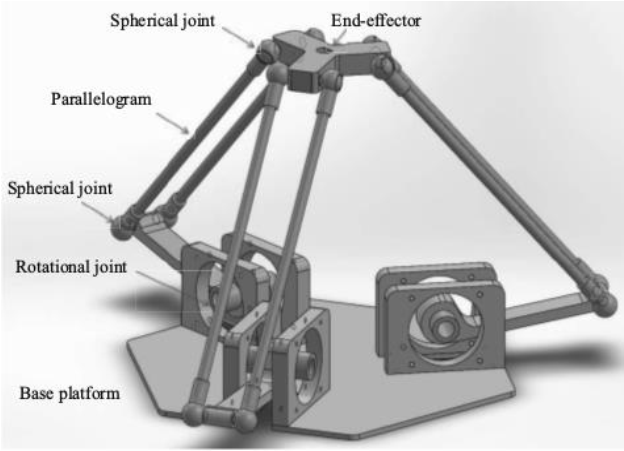 Spherical joint
End-effector
Parallelogram
Spherical joint
Rotational joint
Base platform